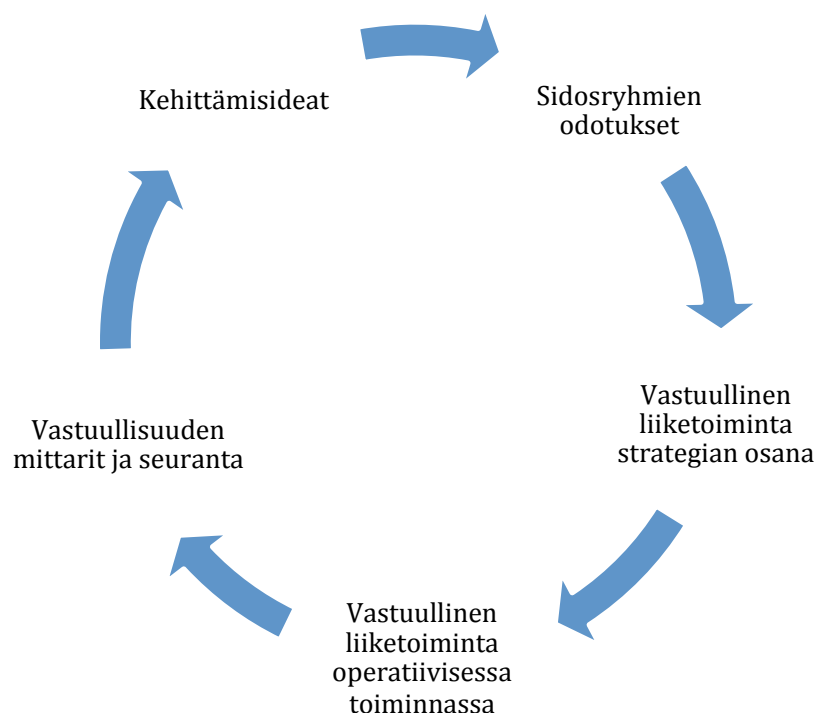 Kehittämisideat
Sidosryhmien
odotukset
Vastuullinen
liiketoiminta
strategian osana
Vastuullinen
liiketoiminta
operatiivisessa
toiminnassa
Vastuullisuuden
mittarit ja seuranta